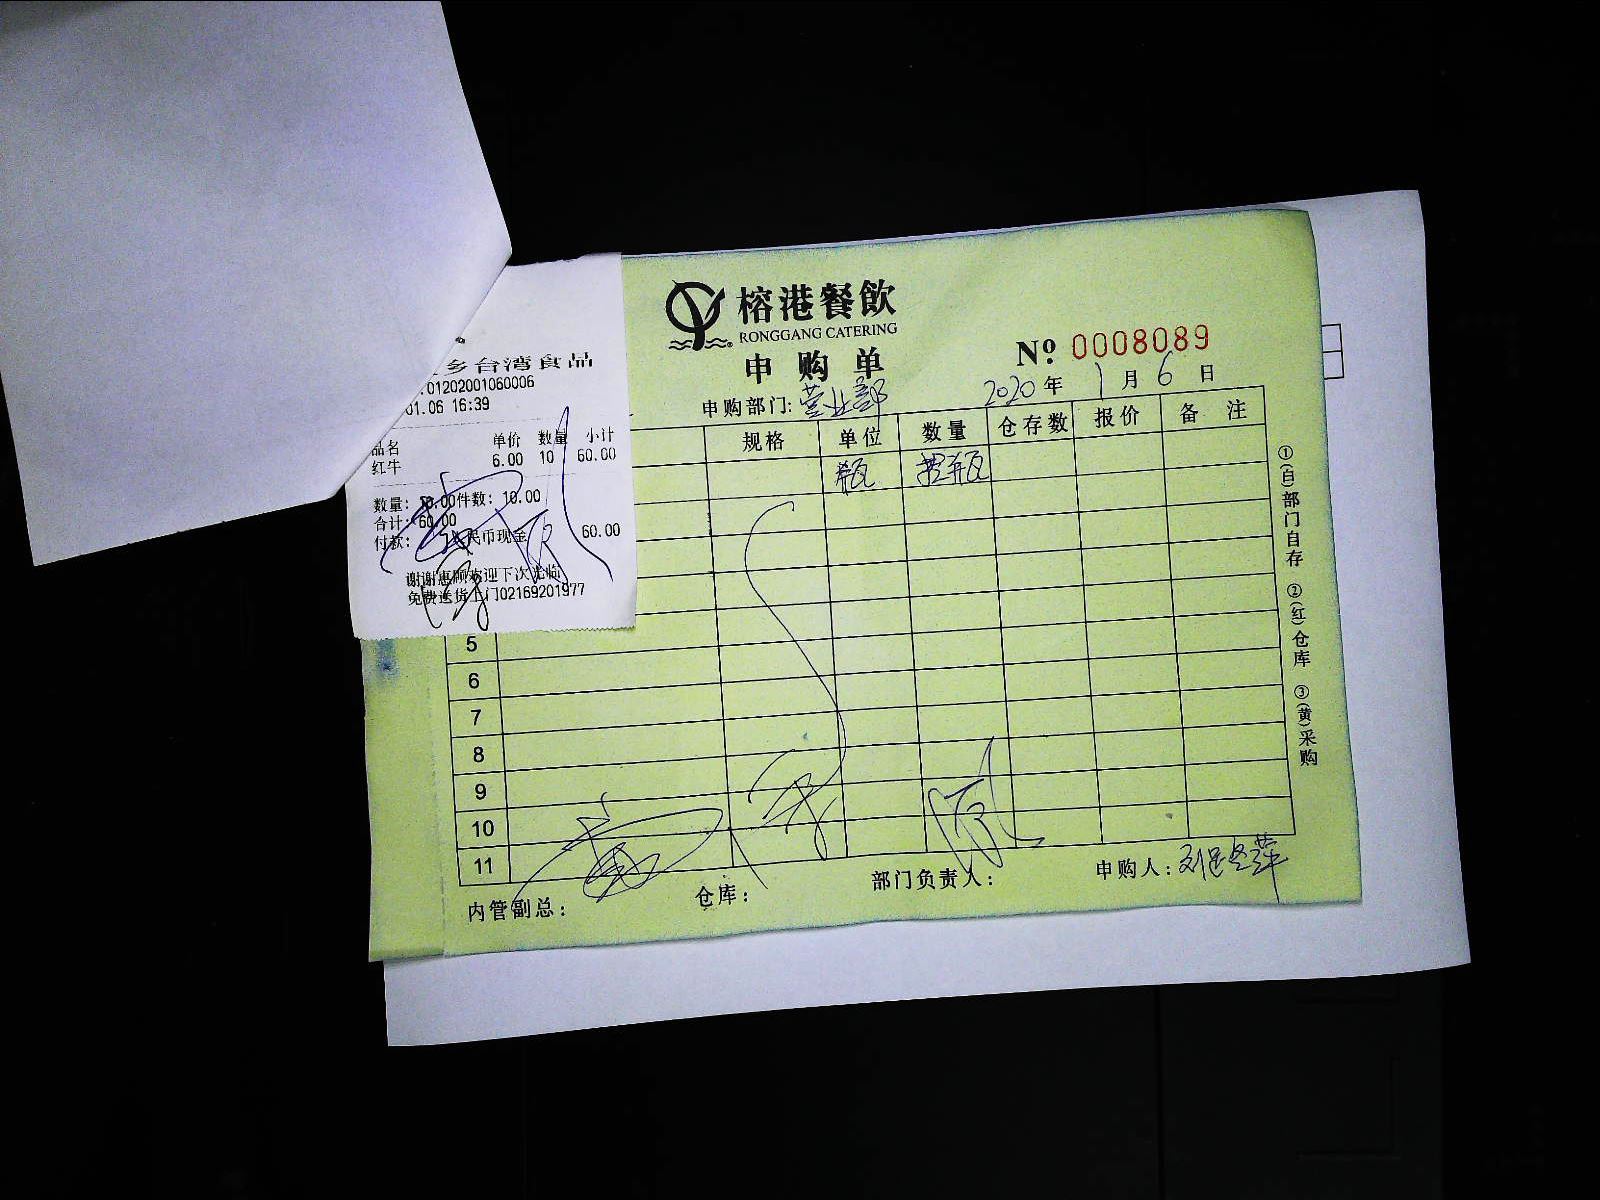 榕港餐飲
RONGGANG CATERING
申购单
№ 0008089
2020年1月6日
申购部门: 营业部
规格 单位 数量 仓存数 报价 备注
瓶
5
6
7
8
9
10
11
内管副总:
仓库:
部门负责人:
申购人:
①(白)部门自存 ②(红)仓库 ③(黄)采购
乡台湾食品
.01202001060006
01.06 16:39
品名 单价 数量 小计
红牛 6.00 10 60.00
数量: 10.00件数: 10.00
合计: 60.00
付款: 人民币现金 60.00
谢谢惠顾欢迎下次光临
免费送货上门02169201977